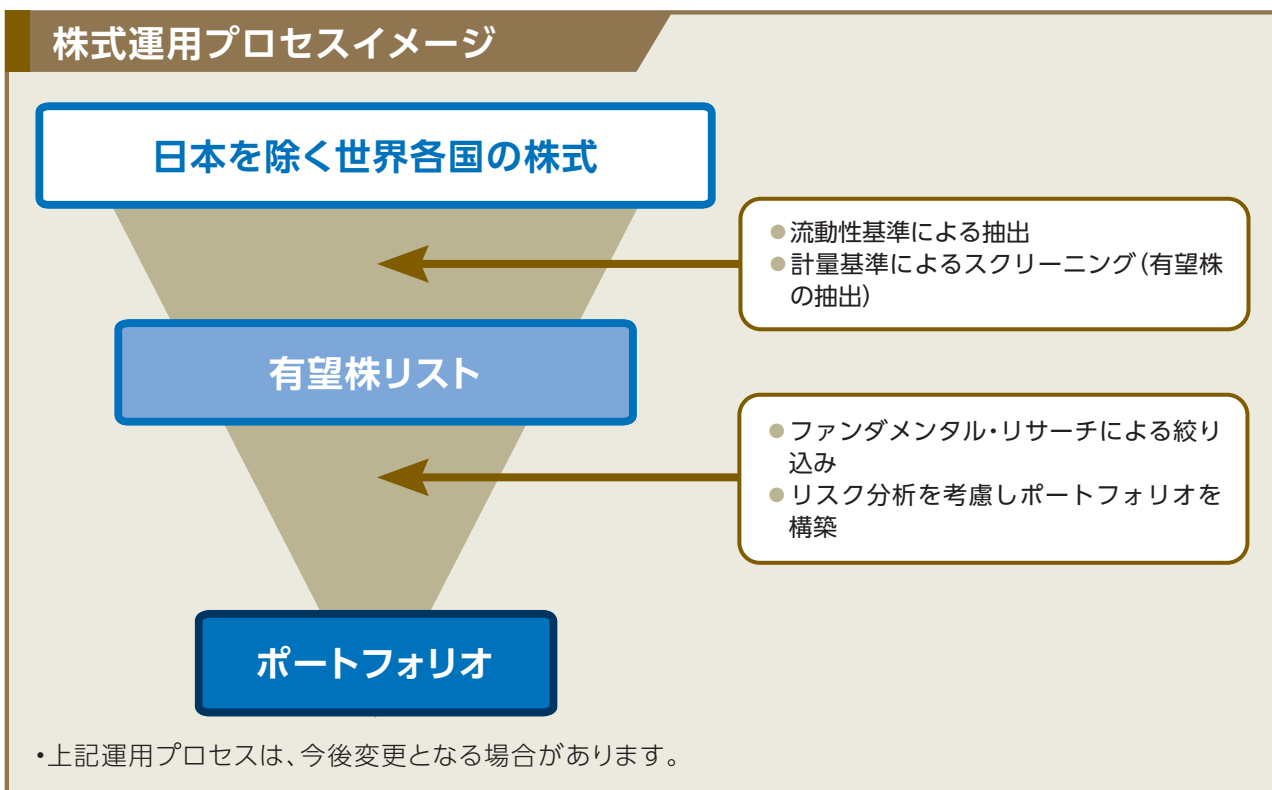 株式運用プロセスイメージ
日本を除く世界各国の株式
●流動性基準による抽出
●計量基準によるスクリーニング(有望株
の抽出)
有望株リスト
●ファンダメンタル・リサーチによる絞り
込み
●リスク分析を考慮しポートフォリオを
構築
ポートフォリオ
•上記運用プロセスは、今後変更となる場合があります。